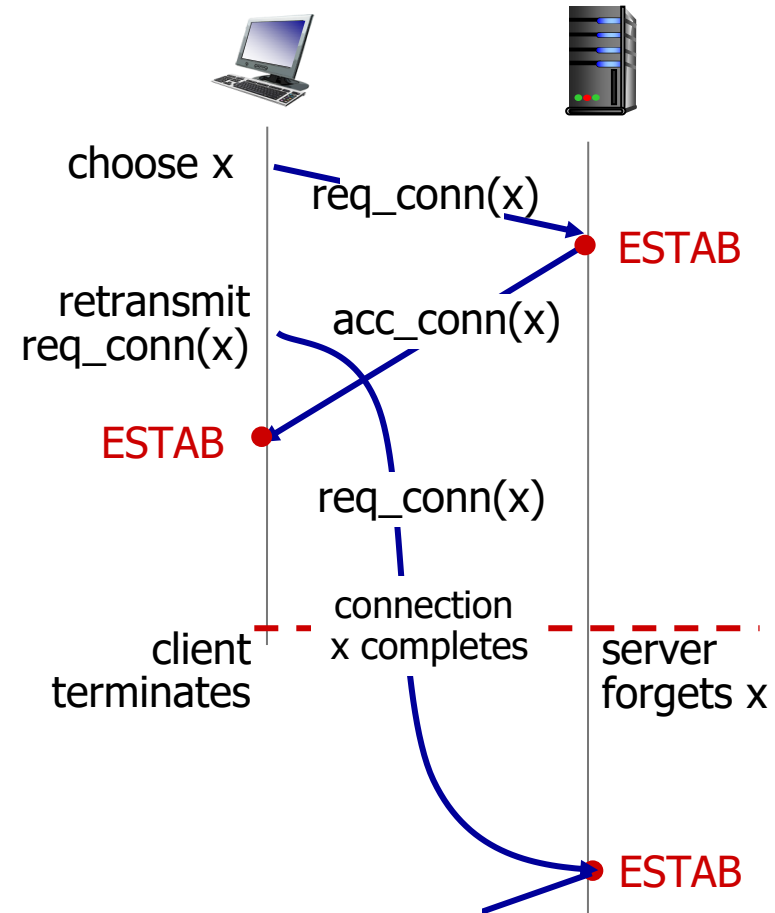 choose x
req_conn(x)
ESTAB
retransmit
req_conn(x)
acc_conn(x)
ESTAB
req_conn(x)
connection
x completes
client
terminates
server
forgets x
ESTAB